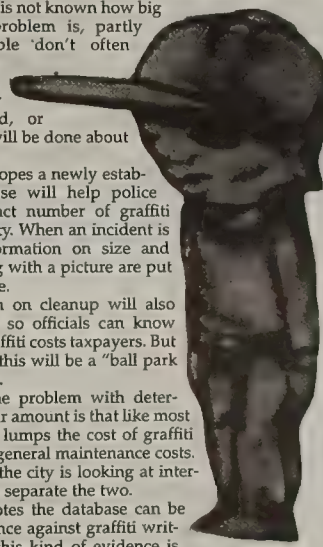 is not known how big
problem is, partly
ple 'don't often
d, or
will be done about
opes a newly estab-
se will help police
act number of graffiti
ty. When an incident is
ormation on size and
g with a picture are put
e.
n on cleanup will also
so officials can know
ffiti costs taxpayers. But
this will be a "ball park
ne problem with deter-
r amount is that like most
lumps the cost of graffiti
general maintenance costs.
the city is looking at inter-
separate the two.
otes the database can be
nce against graffiti writ-
his kind of evidence is